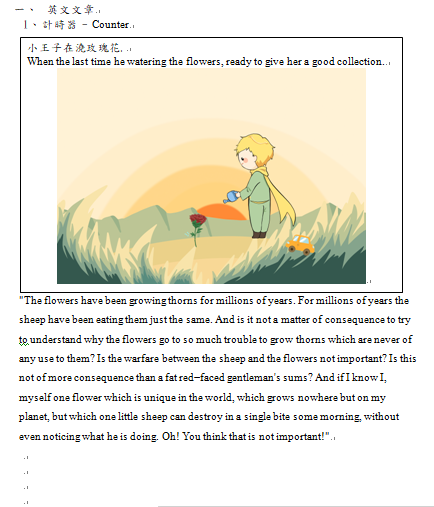 一、 英文文章
1、計時器 - Counter
小王子在澆玫瑰花.
When the last time he watering the flowers, ready to give her a good collection..
"The flowers have been growing thorns for millions of years. For millions of years the
sheep have been eating them just the same. And is it not a matter of consequence to try
to understand why the flowers go to so much trouble to grow thorns which are never of
any use to them? Is the warfare between the sheep and the flowers not important? Is this
not of more consequence than a fat red-faced gentleman's sums? And if I know I,
myself one flower which is unique in the world, which grows nowhere but on my
planet, but which one little sheep can destroy in a single bite some morning, without
even noticing what he is doing. Oh! You think that is not important!"